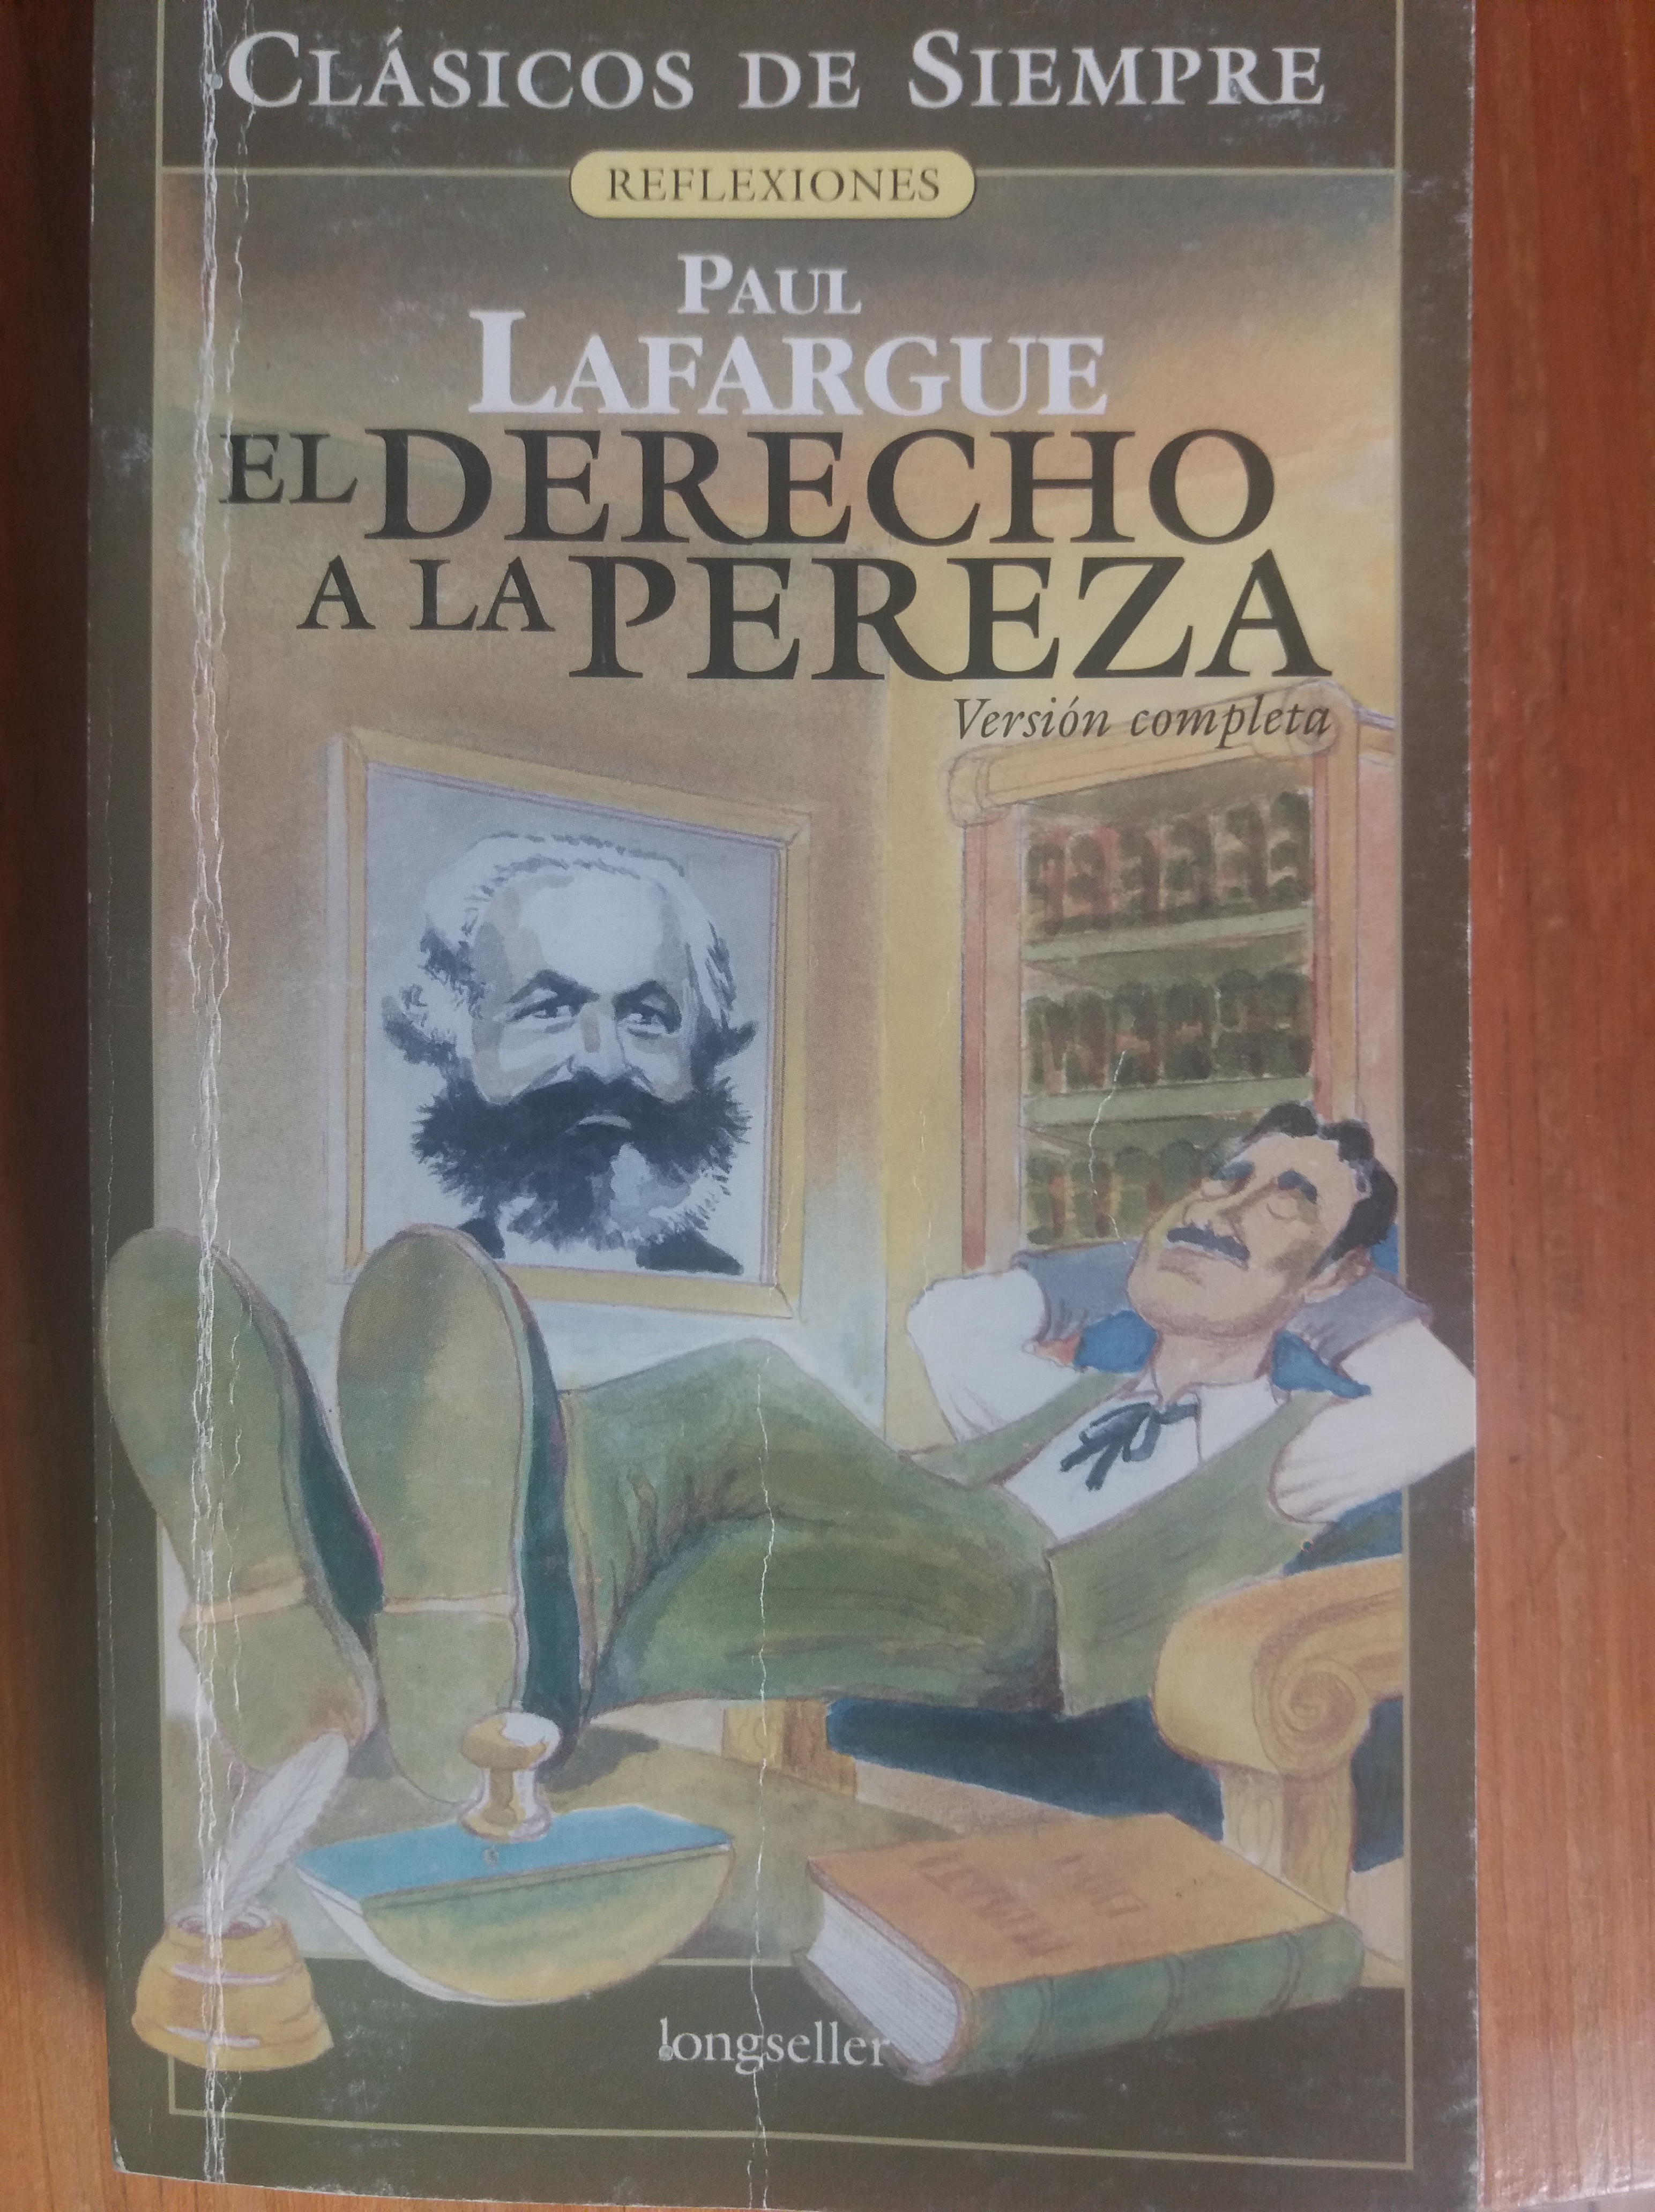 CLÁSICOS DE SIEMPRE
REFLEXIONES
PAUL
LAFARGUE
EL DERECHO
A LA PEREZA
Versión completa
longseller